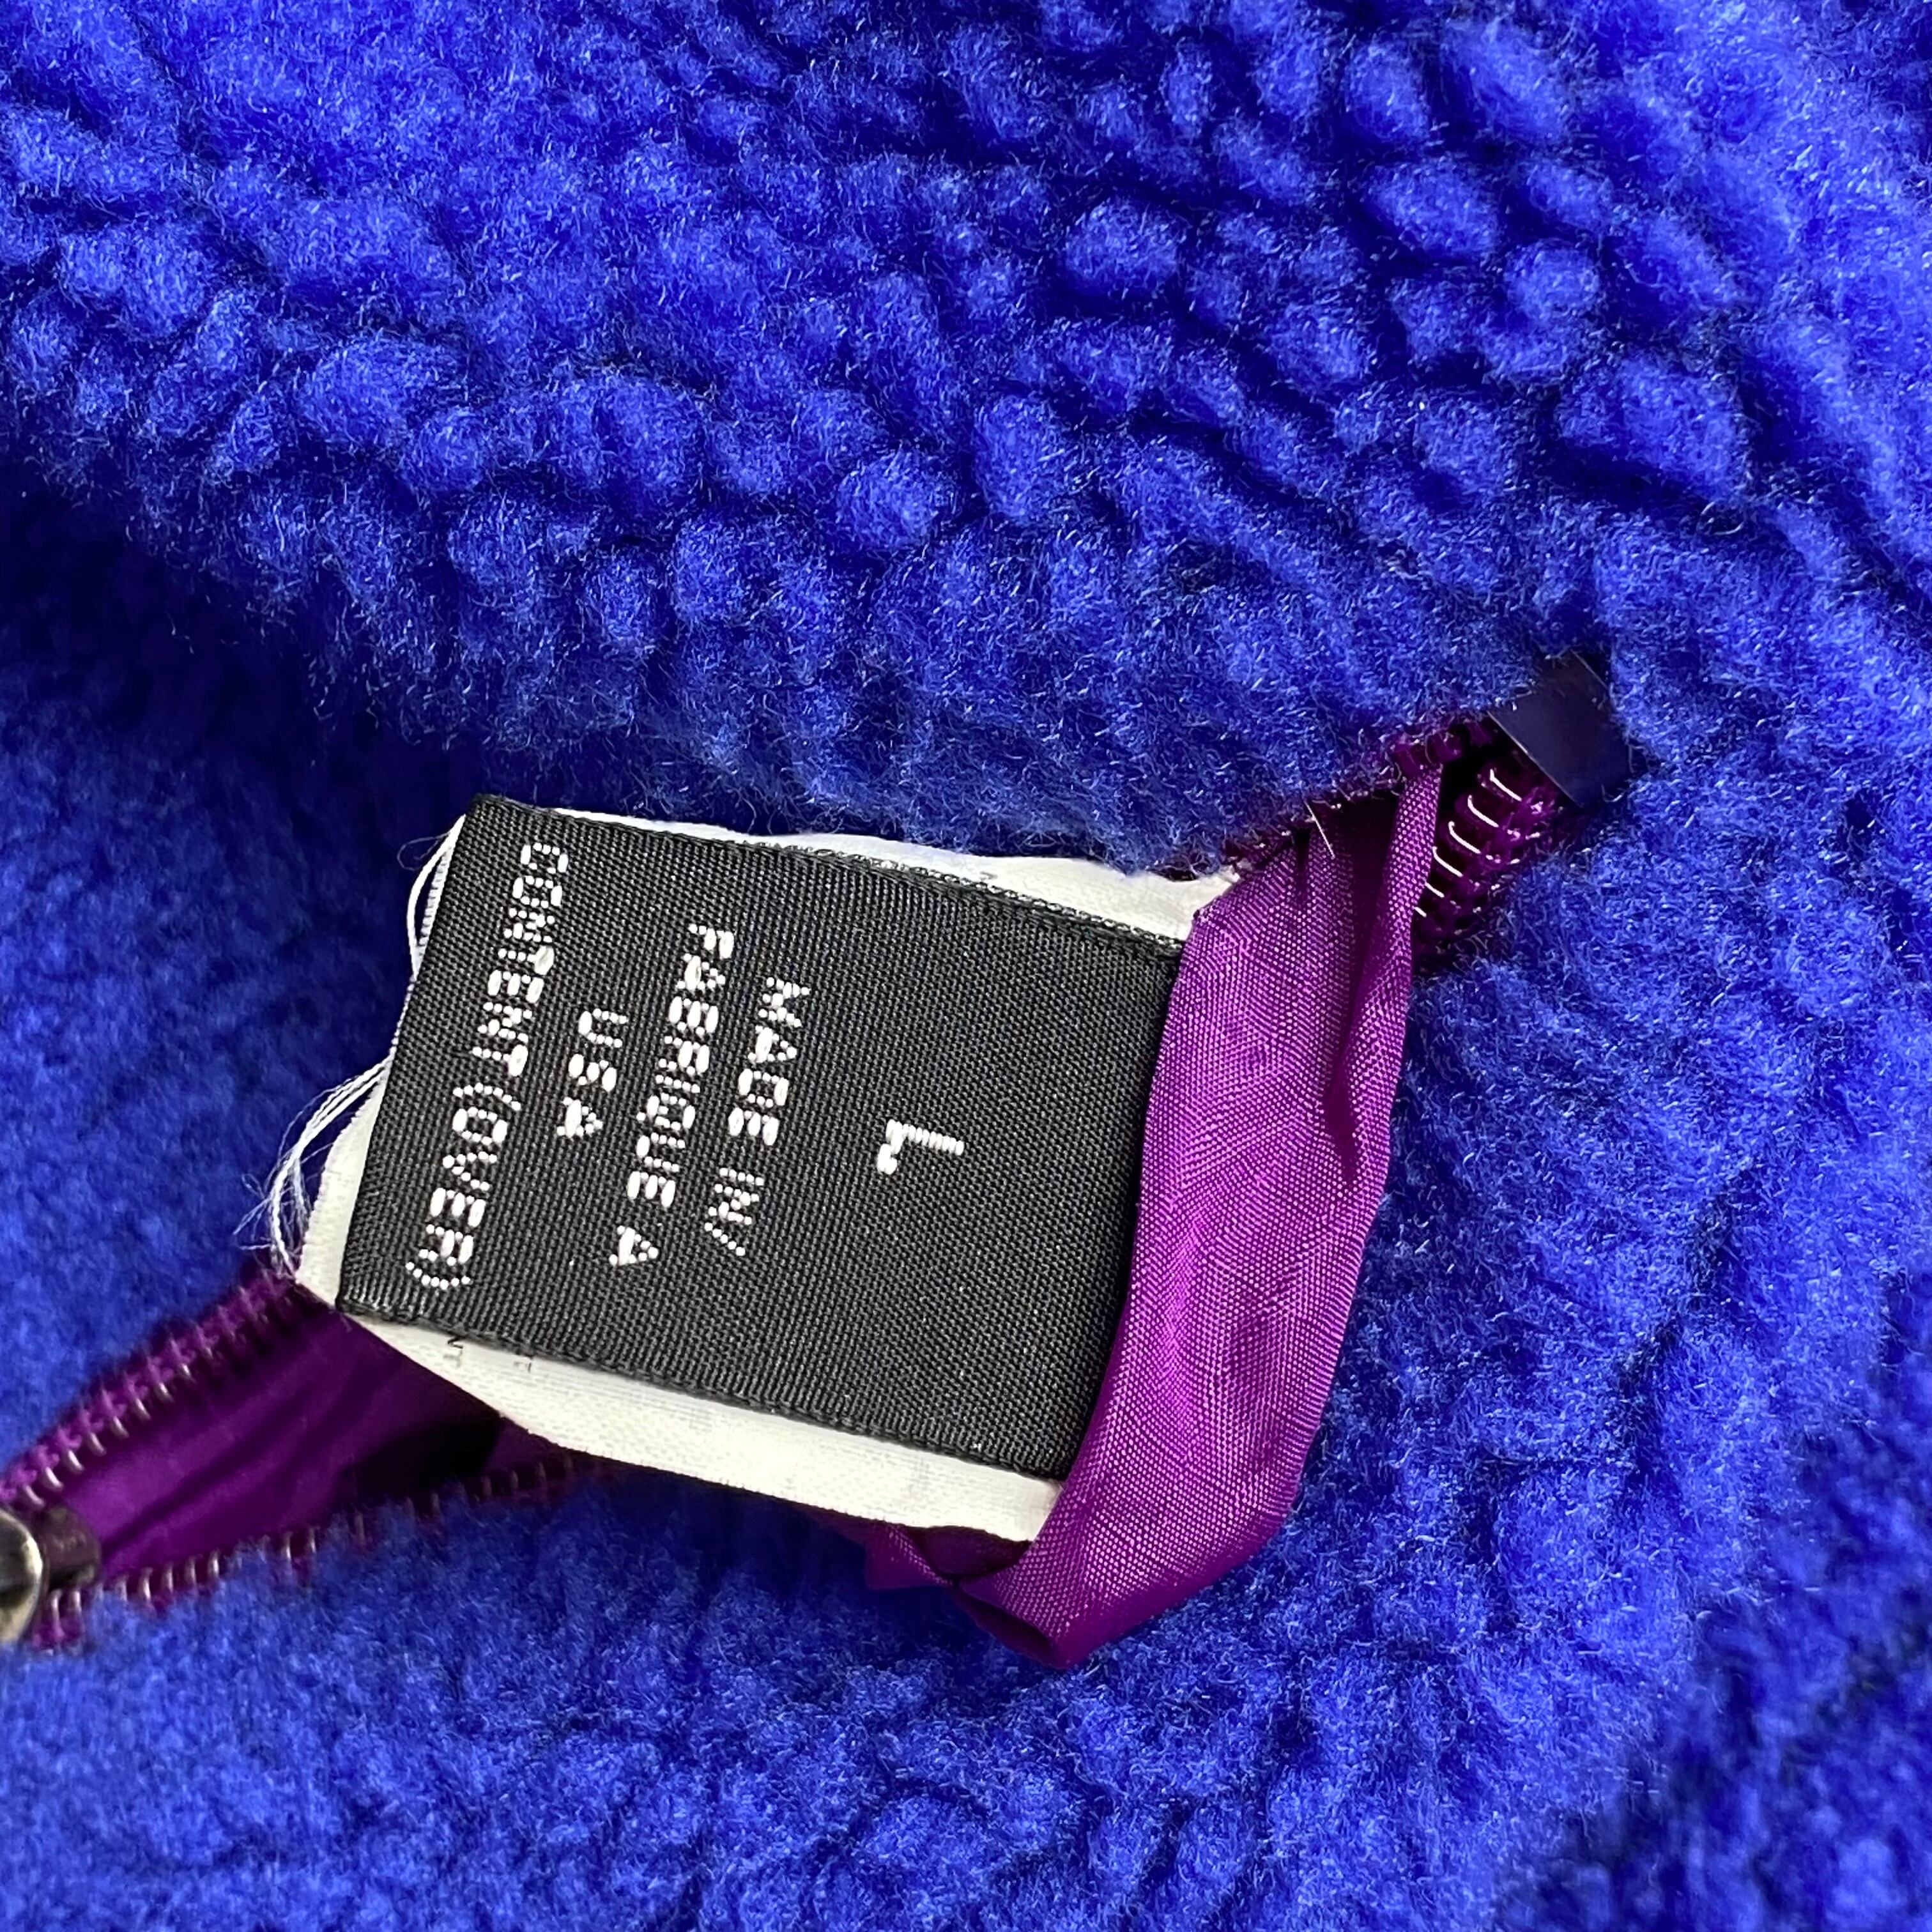 L
MADE IN/
FABRIQUE A
USA
CONTENT (OVER)